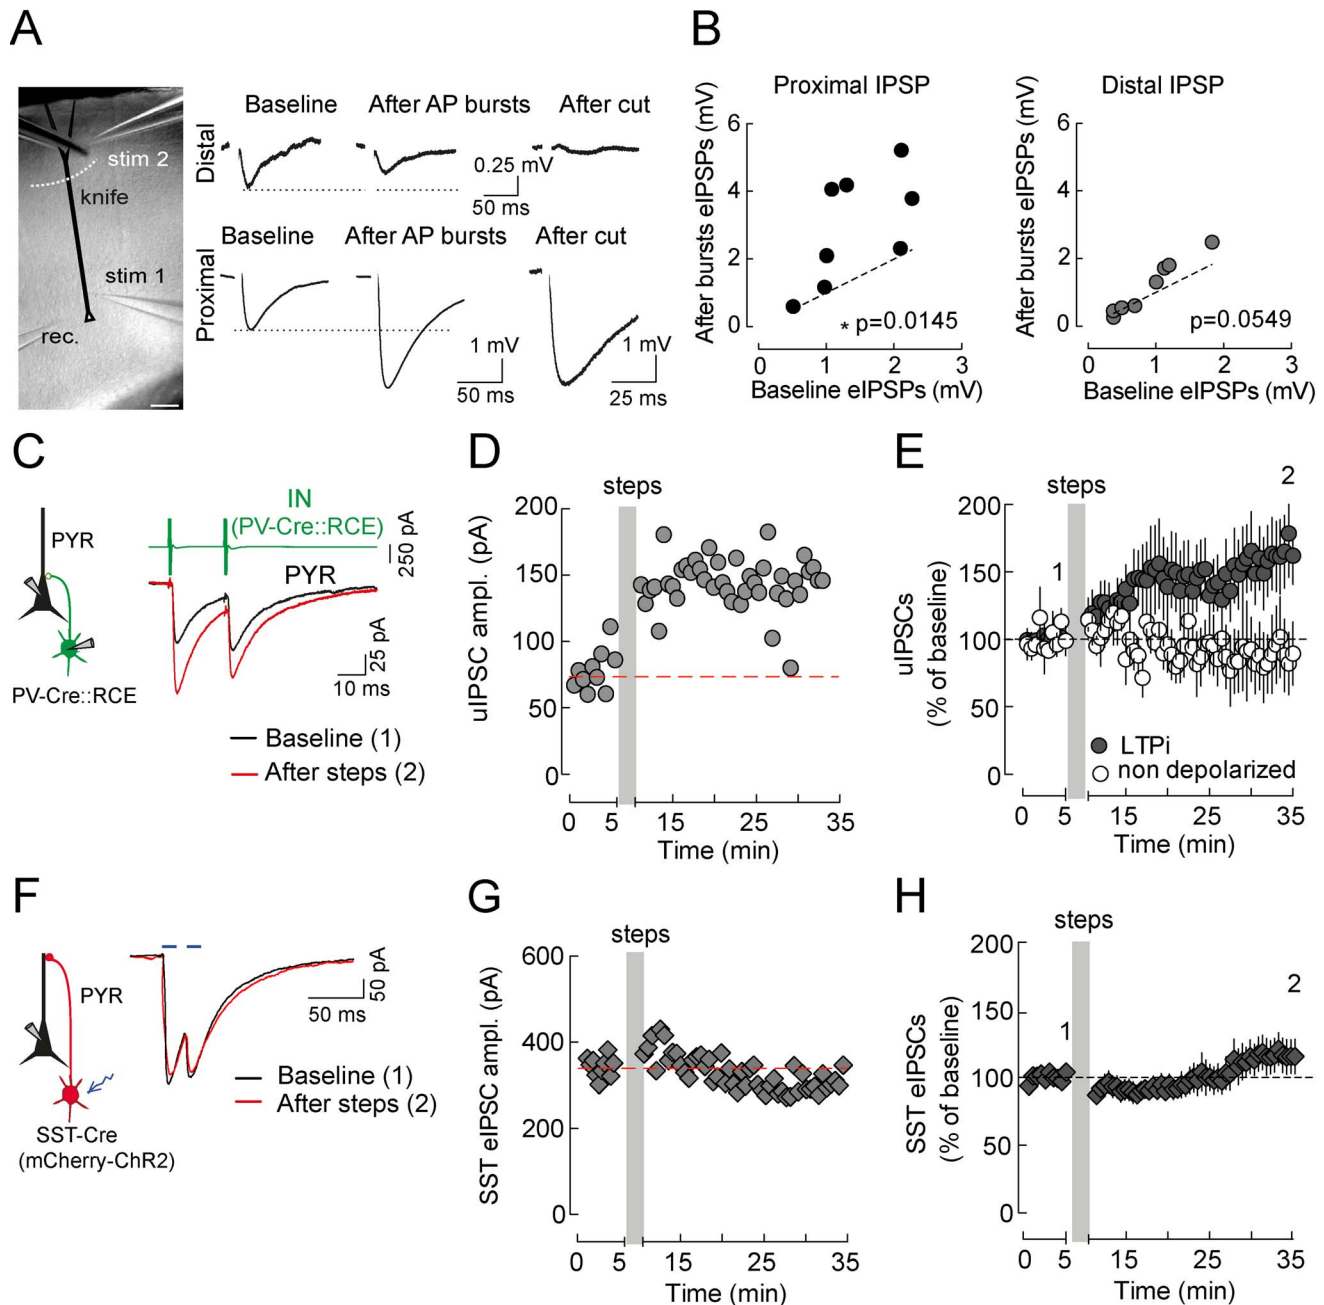 A
stim 2
knife
stim 1
rec.
Distal
Baseline
After AP bursts
After cut
0.25 mV
50 ms
Proximal
Baseline
After AP bursts
After cut
1 mV
50 ms
1 mV
25 ms
B
Proximal IPSP
After bursts eIPSPs (mV)
6
4
2
0
* p=0.0145
0 1 2 3
Baseline eIPSPs (mV)
Distal IPSP
After bursts eIPSPs (mV)
6
4
2
0
p=0.0549
0 1 2 3
Baseline eIPSPs (mV)
C
PYR
PV-Cre::RCE
IN
(PV-Cre::RCE)
250 pA
PYR
25 pA
10 ms
Baseline (1)
After steps (2)
D
steps
uIPSC ampl. (pA)
200
150
100
50
0
0 5 15 25 35
Time (min)
E
steps
2
1
uIPSCs
(% of baseline)
200
150
100
50
0
LTPi
non depolarized
0 5 15 25 35
Time (min)
F
PYR
SST-Cre
(mCherry-ChR2)
50 pA
50 ms
Baseline (1)
After steps (2)
G
steps
SST eIPSC ampl. (pA)
600
400
200
0
0 5 15 25 35
Time (min)
H
steps
2
1
SST eIPSCs
(% of baseline)
200
150
100
50
0
0 5 15 25 35
Time (min)